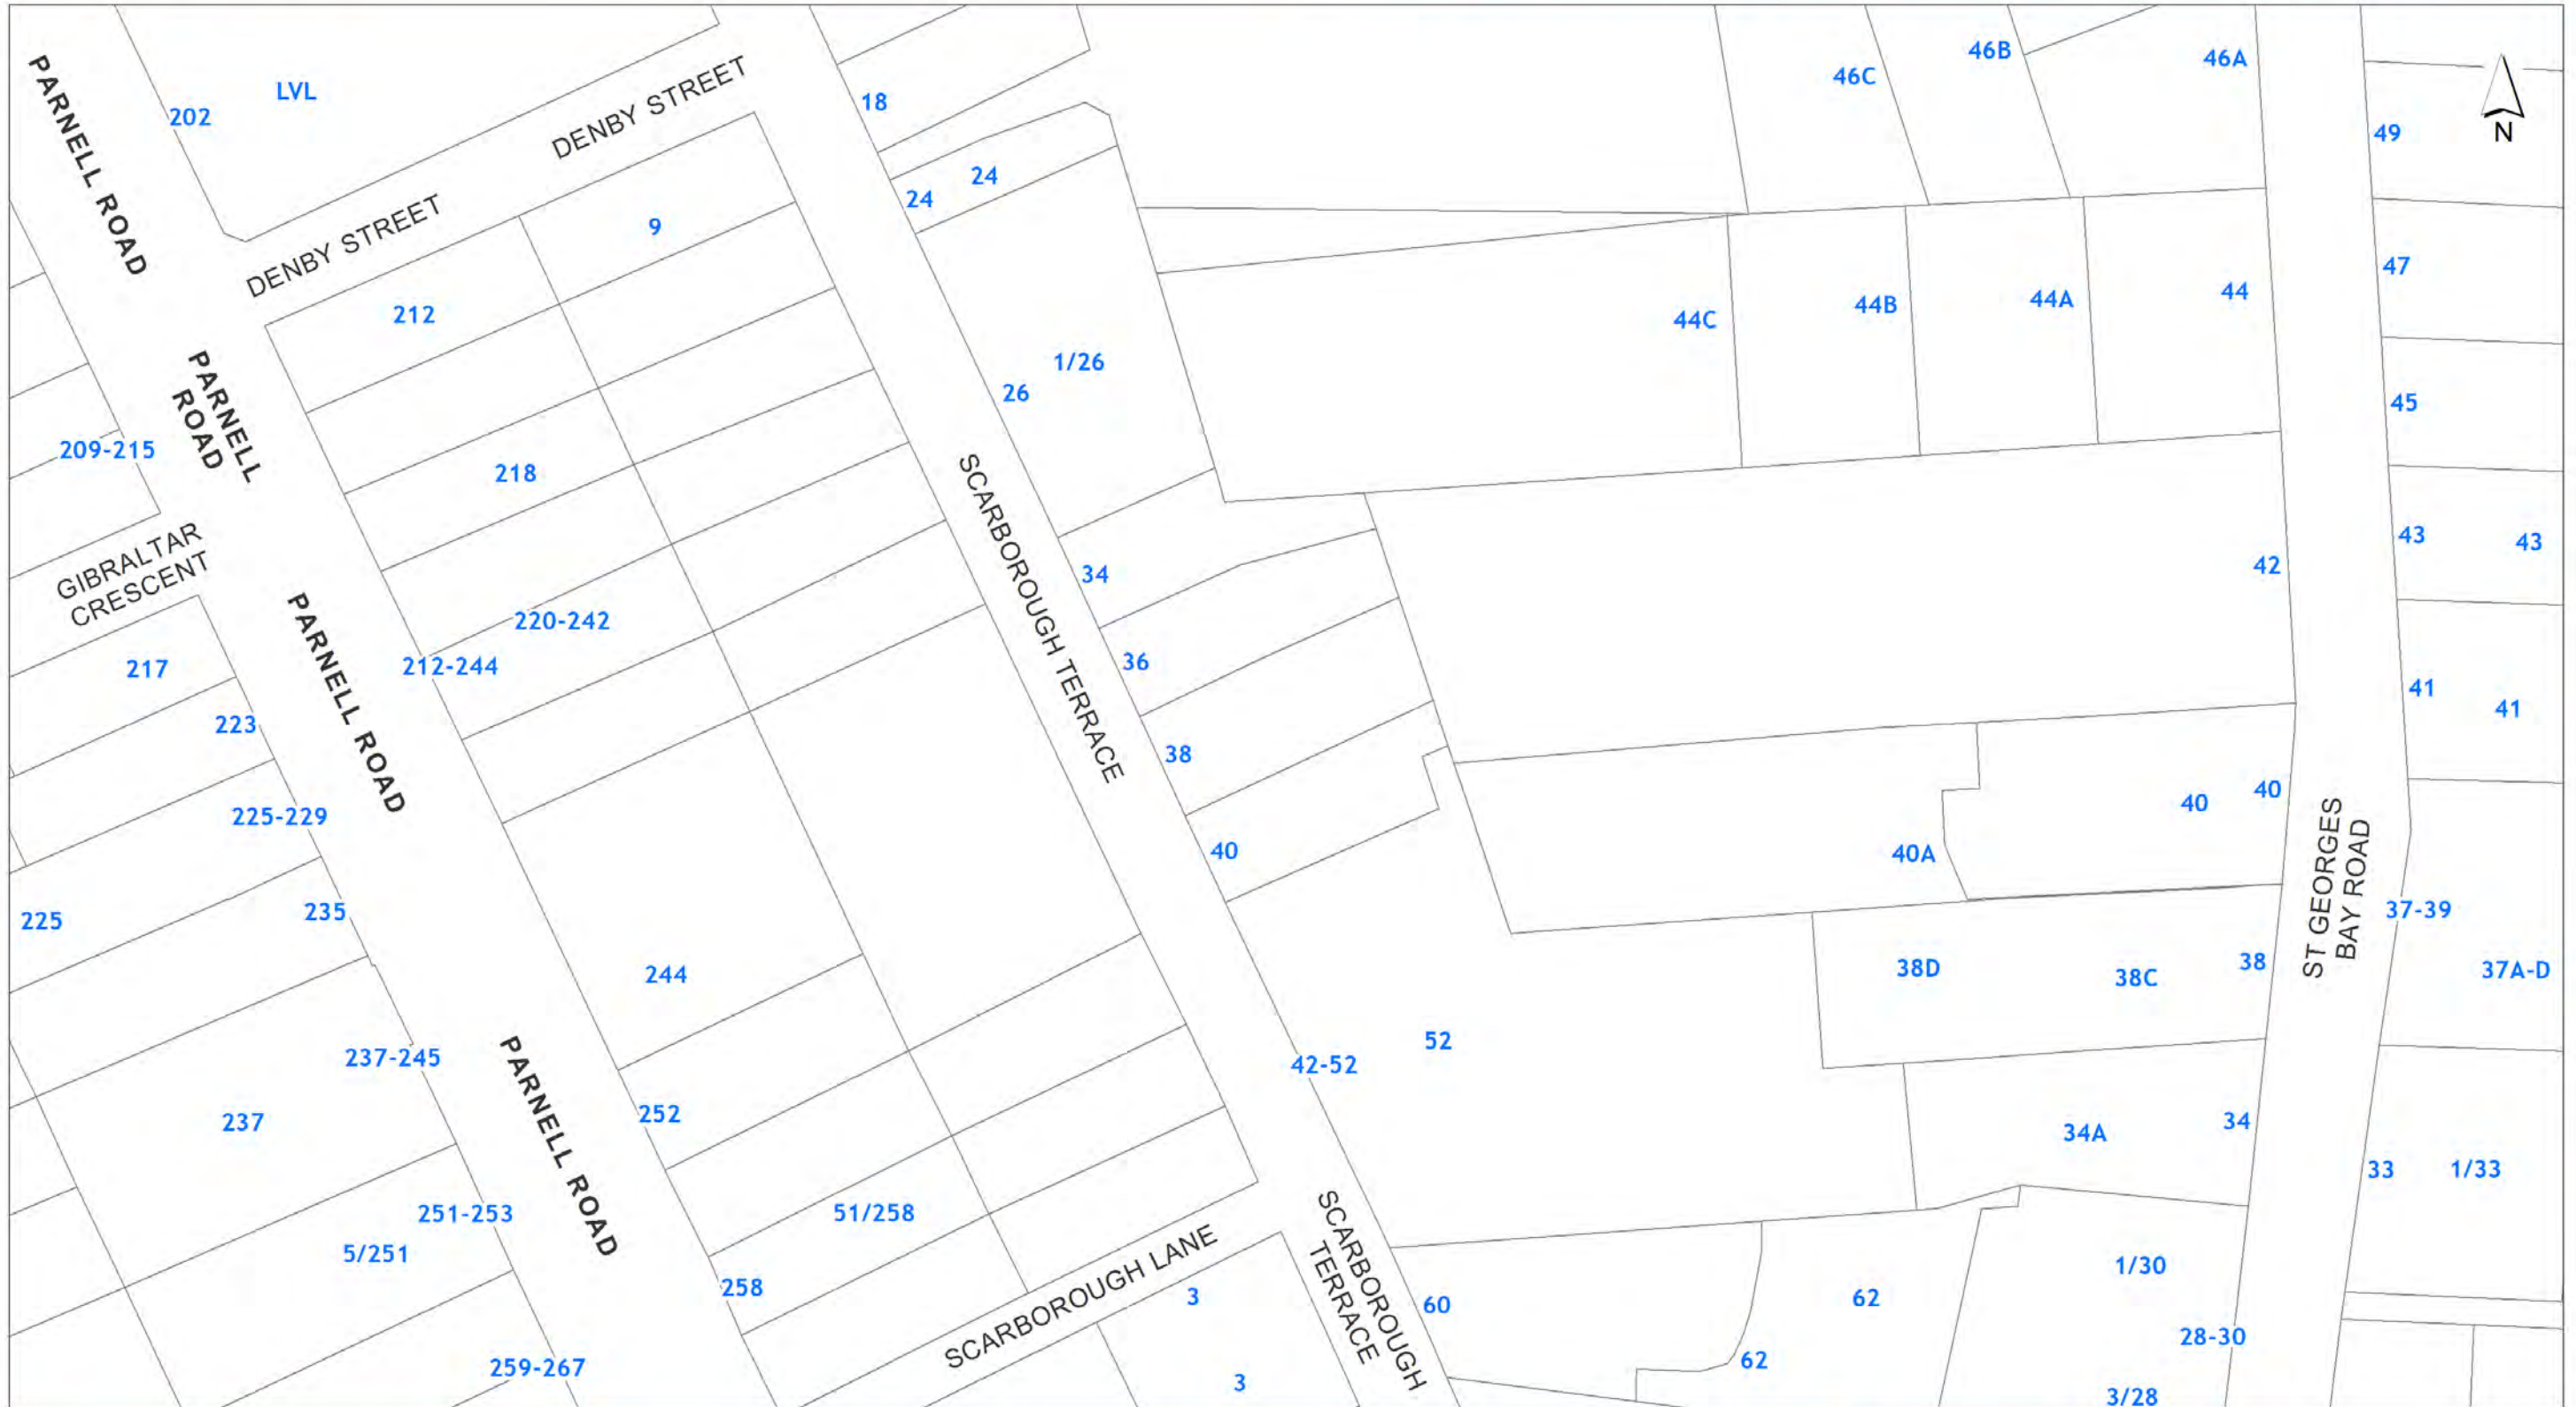 PARNELL ROAD
202
LVL
DENBY STREET
DENBY STREET
18
24
24
46C
46B
46A
49
N
9
212
PARNELL
ROAD
209-215
218
26
1/26
44C
44B
44A
44
47
45
GIBRALTAR
CRESCENT
SCARBOROUGH TERRACE
34
42
43
43
PARNELL ROAD
220-242
212-244
217
223
36
38
41
41
225-229
40
40A
40
40
225
235
ST GEORGES
BAY ROAD
37-39
244
38D
38C
38
37A-D
237-245
PARNELL ROAD
42-52
52
237
252
34A
34
33
1/33
251-253
51/258
5/251
258
SCARBOROUGH LANE
SCARBOROUGH
TERRACE
3
60
62
1/30
28-30
259-267
3
62
3/28